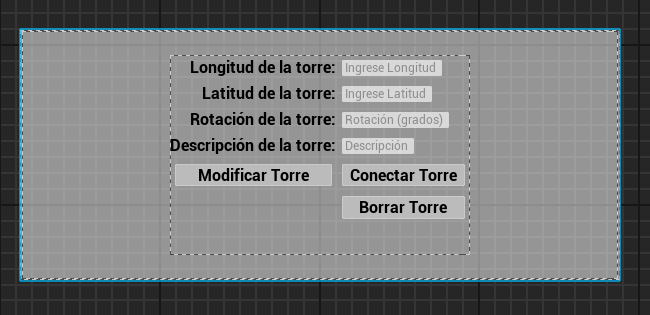 Longitud de la torre: Ingrese Longitud
Latitud de la torre: Ingrese Latitud
Rotación de la torre: Rotación (grados)
Descripción de la torre: Descripción
Modificar Torre Conectar Torre
Borrar Torre